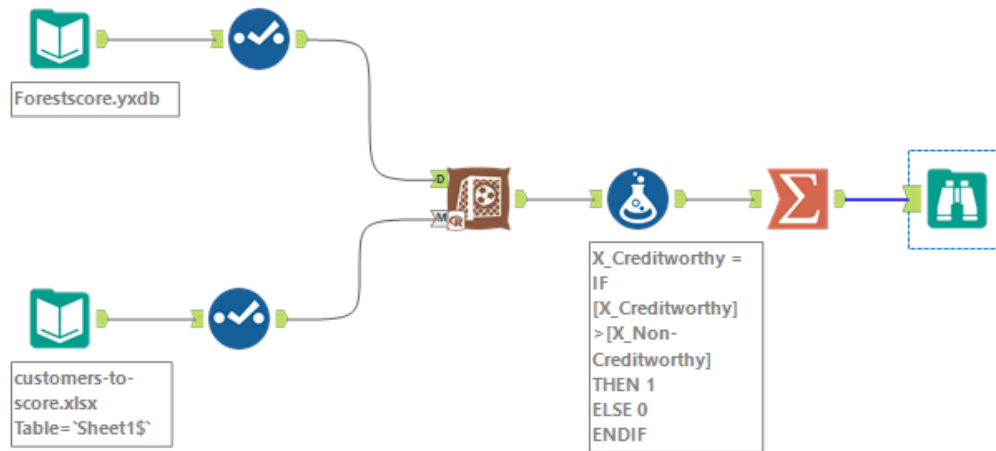 Forestscore.yxdb
D
M
R
X_Creditworthy =
IF
[X_Creditworthy]
>[X_Non-
Creditworthy]
THEN 1
ELSE 0
ENDIF
customers-to-
score.xlsx
Table=`Sheet1$`